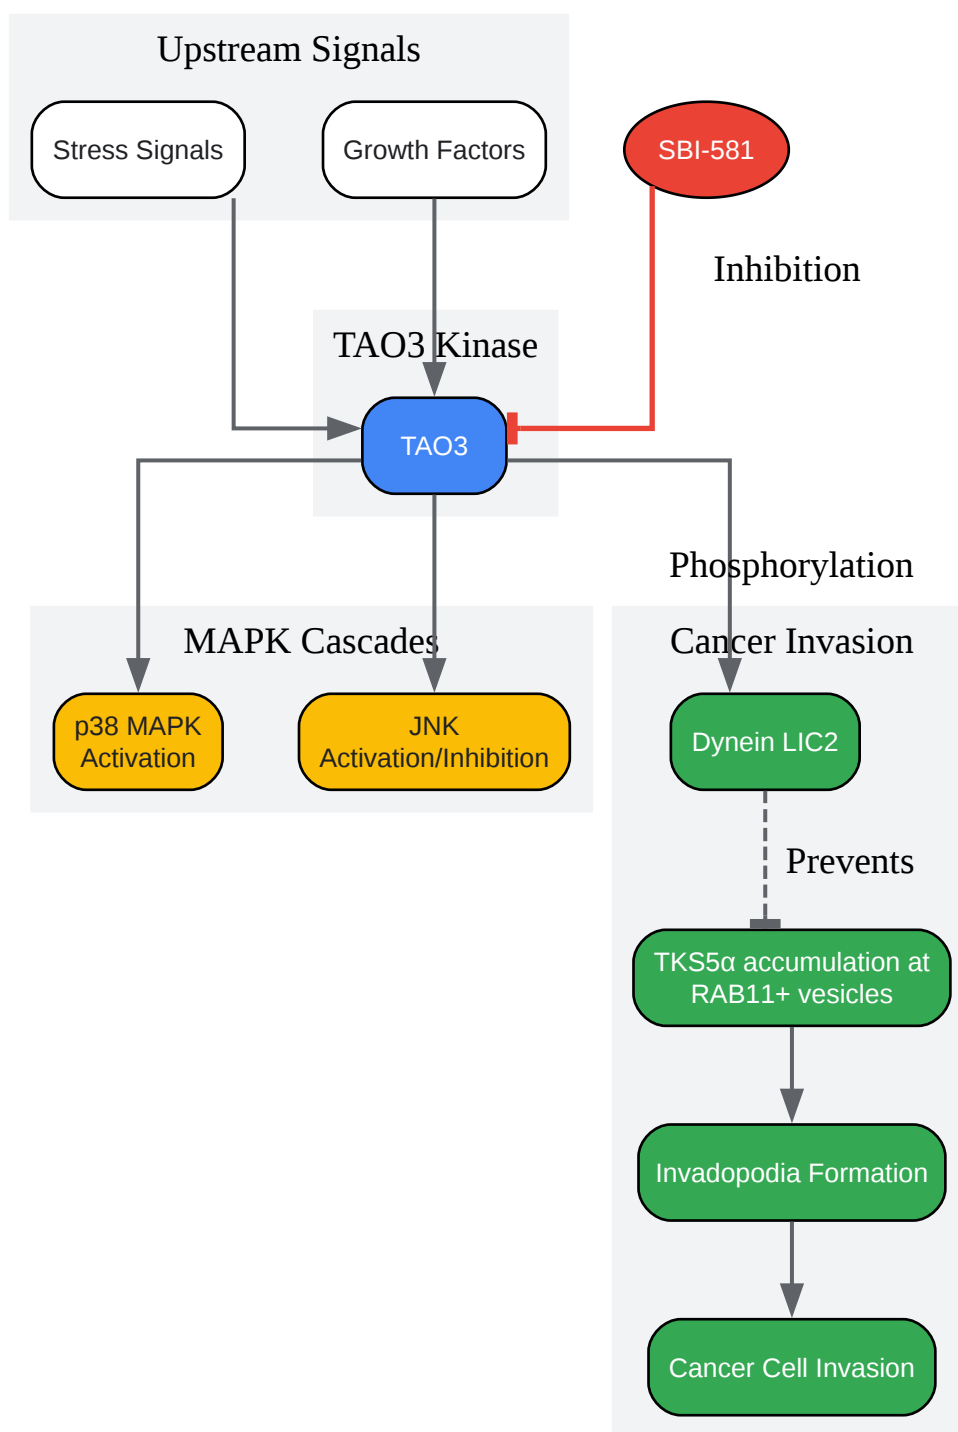 Upstream Signals
Stress Signals
Growth Factors
SBI-581
Inhibition
TAO3 Kinase
TAO3
Phosphorylation
MAPK Cascades
Cancer Invasion
p38 MAPK
Activation
JNK
Activation/Inhibition
Dynein LIC2
Prevents
TKS5α accumulation at
RAB11+ vesicles
Invadopodia Formation
Cancer Cell Invasion